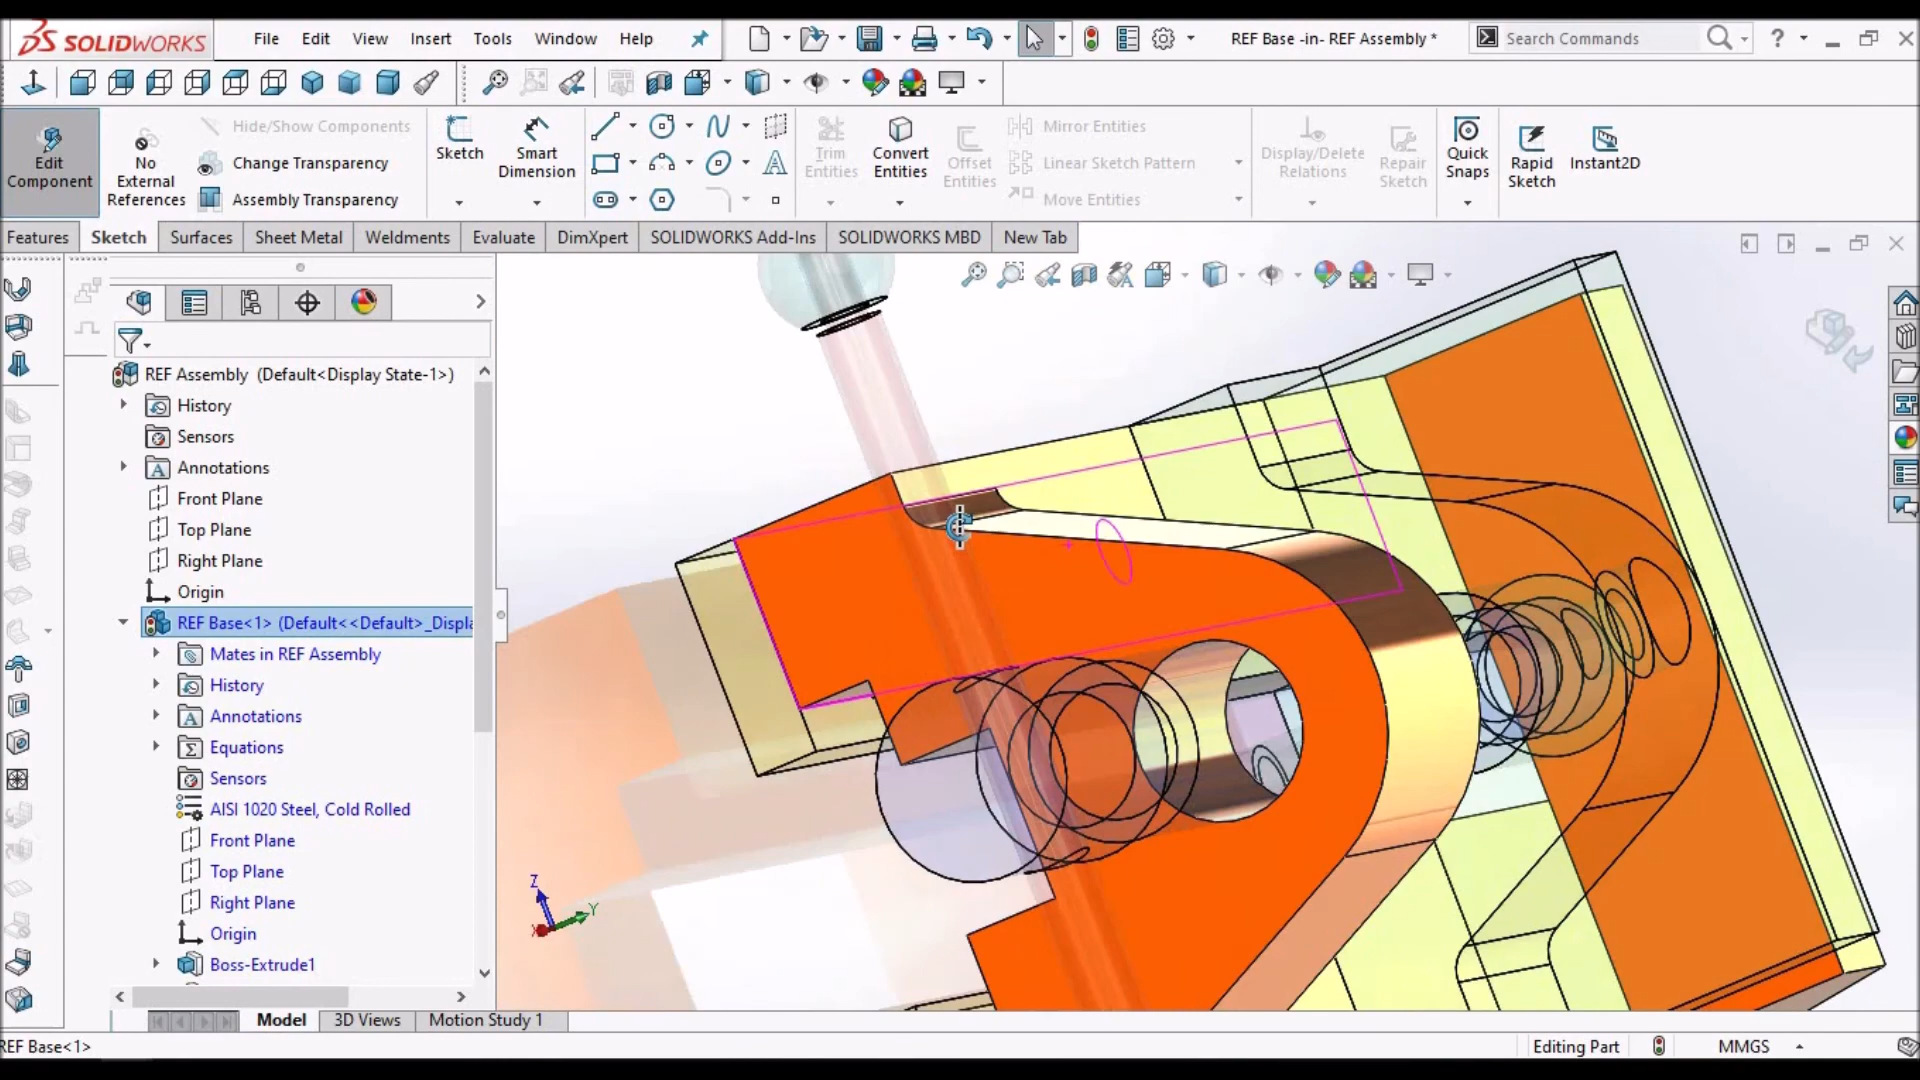 SOLIDWORKS
File Edit View Insert Tools Window Help
REF Base -in- REF Assembly *
Search Commands
?
Edit Component
No External References
Hide/Show Components
Change Transparency
Assembly Transparency
Sketch
Smart Dimension
Trim Entities
Convert Entities
Offset Entities
Mirror Entities
Linear Sketch Pattern
Move Entities
Display/Delete Relations
Repair Sketch
Quick Snaps
Rapid Sketch
Instant2D
Features Sketch Surfaces Sheet Metal Weldments Evaluate DimXpert SOLIDWORKS Add-Ins SOLIDWORKS MBD New Tab
REF Assembly (Default<Display State-1>)
History
Sensors
Annotations
Front Plane
Top Plane
Right Plane
Origin
REF Base<1> (Default<<Default>_Displa
Mates in REF Assembly
History
Annotations
Equations
Sensors
AISI 1020 Steel, Cold Rolled
Front Plane
Top Plane
Right Plane
Origin
Boss-Extrude1
Z
Y
X
Model 3D Views Motion Study 1
REF Base<1>
Editing Part
MMGS